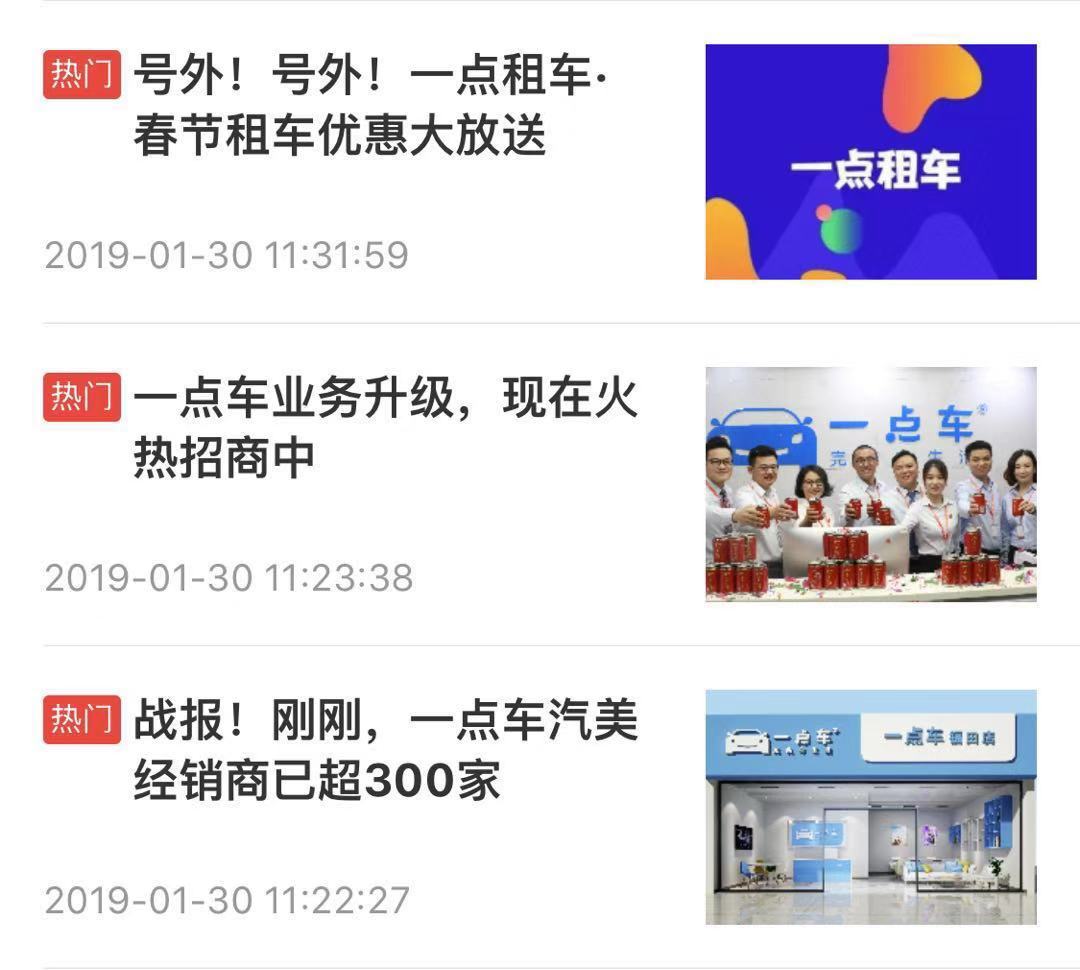 热门 号外！号外！一点租车·
春节租车优惠大放送
2019-01-30 11:31:59
一点租车
热门 一点车业务升级，现在火
热招商中
2019-01-30 11:23:38
一点车®
热门 战报！刚刚，一点车汽美
经销商已超300家
2019-01-30 11:22:27
一点车
一点车 福田店